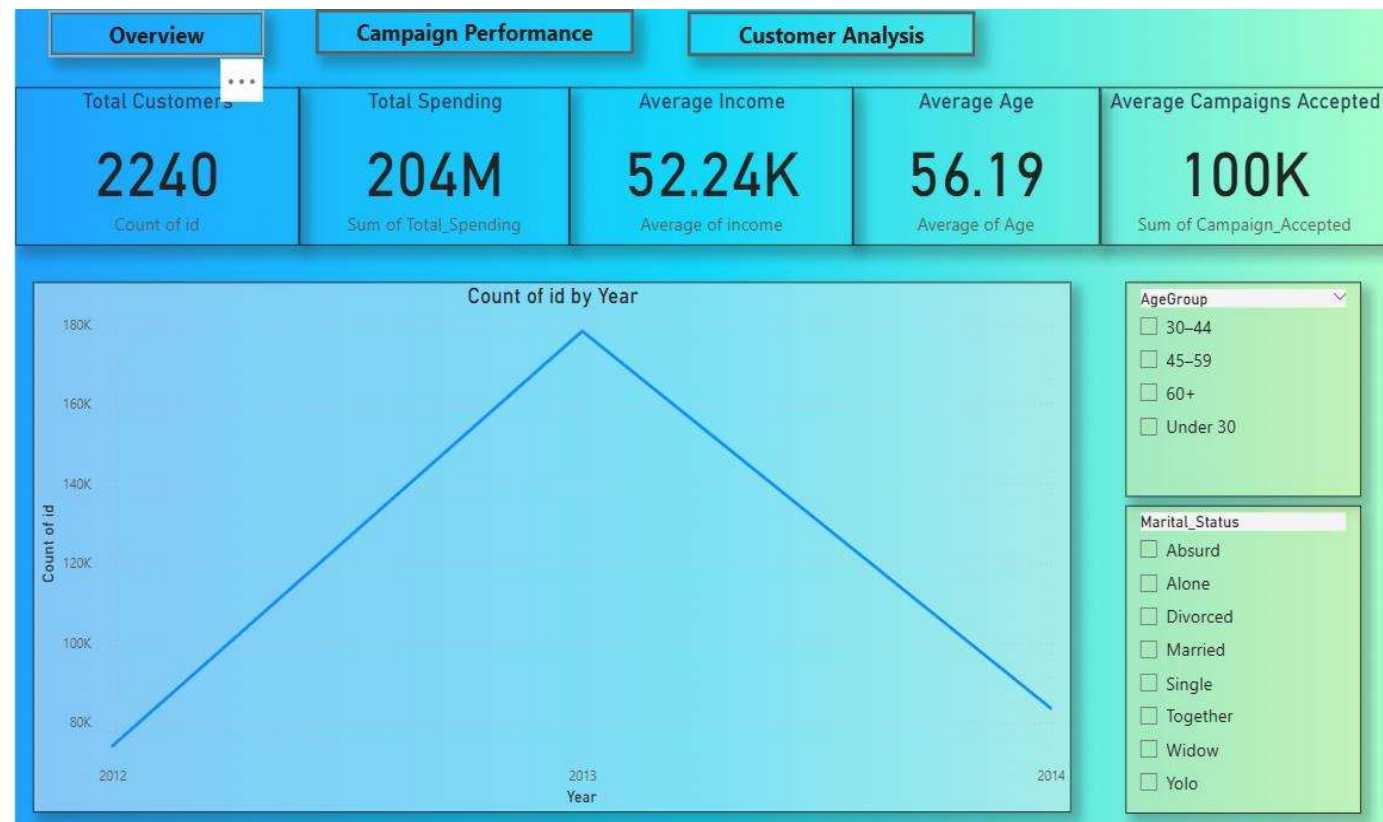 Overview
Campaign Performance
Customer Analysis
Total Customers
2240
Count of id
Total Spending
204M
Sum of Total_Spending
Average Income
52.24K
Average of income
Average Age
56.19
Average of Age
Average Campaigns Accepted
100K
Sum of Campaign_Accepted
Count of id by Year
180K
160K
140K
120K
100K
80K
Count of id
2012
2013
2014
Year
AgeGroup
30–44
45–59
60+
Under 30
Marital_Status
Absurd
Alone
Divorced
Married
Single
Together
Widow
Yolo